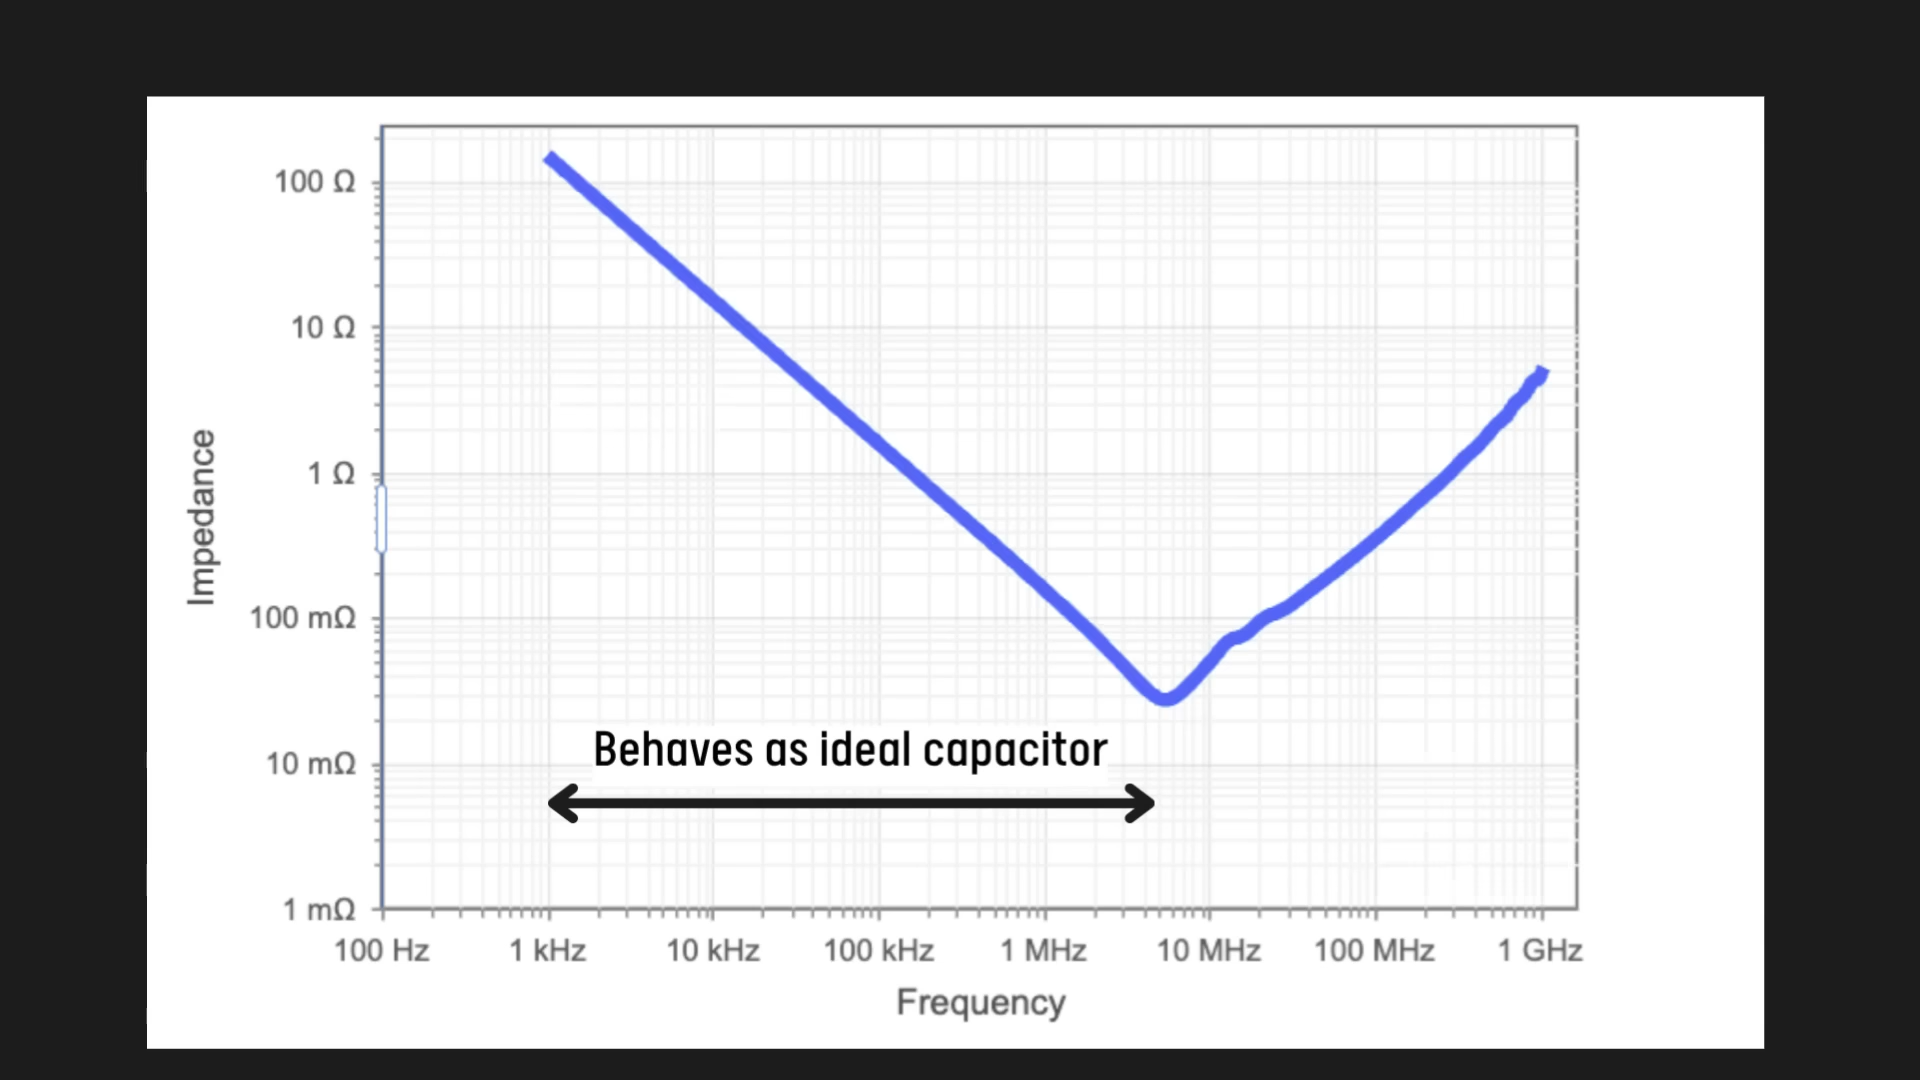 100 Ω
10 Ω
1 Ω
100 mΩ
10 mΩ
1 mΩ
Impedance
Behaves as ideal capacitor
100 Hz 1 kHz 10 kHz 100 kHz 1 MHz 10 MHz 100 MHz 1 GHz
Frequency